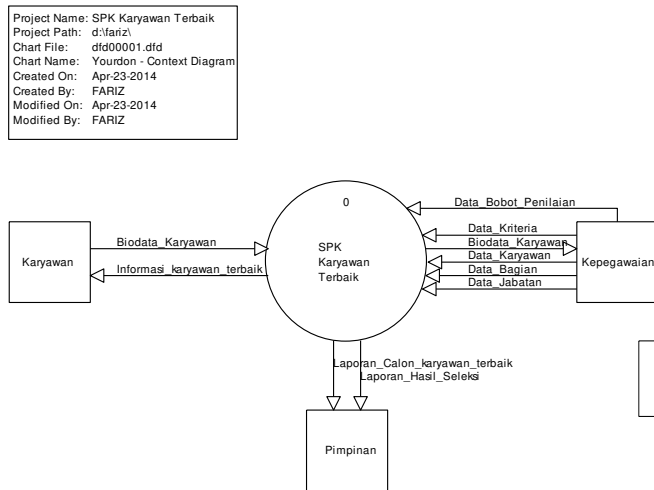 Project Name: SPK Karyawan Terbaik
Project Path: d:\fariz\
Chart File: dfd00001.dfd
Chart Name: Yourdon - Context Diagram
Created On: Apr-23-2014
Created By: FARIZ
Modified On: Apr-23-2014
Modified By: FARIZ
0
SPK
Karyawan
Terbaik
Karyawan
Biodata_Karyawan
Informasi_karyawan_terbaik
Data_Bobot_Penilaian
Data_Kriteria
Biodata_Karyawan
Data_Karyawan
Data_Bagian
Data_Jabatan
Kepegawaian
Laporan_Calon_karyawan_terbaik
Laporan_Hasil_Seleksi
Pimpinan